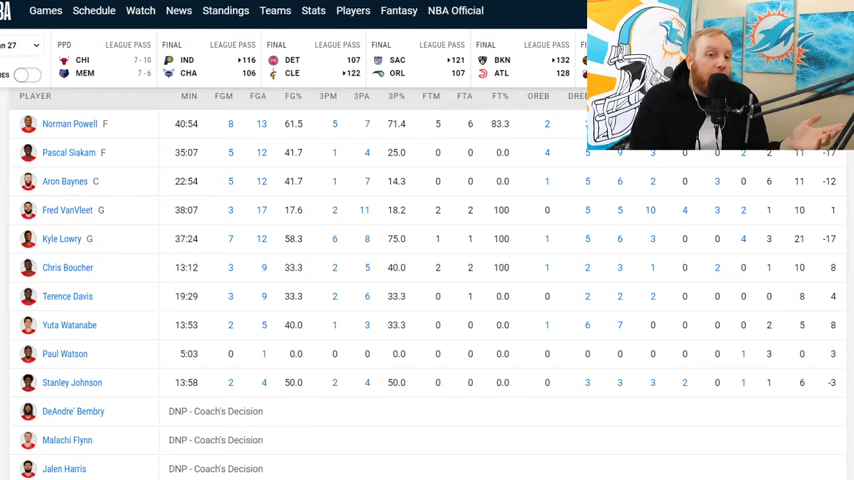 BA Games Schedule Watch News Standings Teams Stats Players Fantasy NBA Official
n 27 PPD LEAGUE PASS FINAL LEAGUE PASS FINAL LEAGUE PASS FINAL LEAGUE PASS FINAL LEAGUE PASS FINAL
CHI 7 - 10 IND 116 DET 107 SAC 121 BKN 132
RES MEM 7 - 6 CHA 106 CLE 122 ORL 107 ATL 128
PLAYER MIN FGM FGA FG% 3PM 3PA 3P% FTM FTA FT% OREB DREE
Norman Powell F 40:54 8 13 61.5 5 7 71.4 5 6 83.3 2
Pascal Siakam F 35:07 5 12 41.7 1 4 25.0 0 0 0.0 4 5 9 3 0 0 2 2 11 -17
Aron Baynes C 22:54 5 12 41.7 1 7 14.3 0 0 0.0 1 5 6 2 0 3 0 6 11 -12
Fred VanVleet G 38:07 3 17 17.6 2 11 18.2 2 2 100 0 5 5 10 4 3 2 1 10 1
Kyle Lowry G 37:24 7 12 58.3 6 8 75.0 1 1 100 1 5 6 3 0 0 4 3 21 -17
Chris Boucher 13:12 3 9 33.3 2 5 40.0 2 2 100 1 2 3 1 0 2 0 1 10 8
Terence Davis 19:29 3 9 33.3 2 6 33.3 0 1 0.0 0 2 2 2 0 0 0 0 8 4
Yuta Watanabe 13:53 2 5 40.0 1 3 33.3 0 0 0.0 1 6 7 0 0 0 0 2 5 8
Paul Watson 5:03 0 1 0.0 0 0 0.0 0 0 0.0 0 0 0 0 0 0 1 3 0 3
Stanley Johnson 13:58 2 4 50.0 2 4 50.0 0 0 0.0 0 3 3 3 2 0 1 1 6 -3
DeAndre' Bembry DNP - Coach's Decision
Malachi Flynn DNP - Coach's Decision
Jalen Harris DNP - Coach's Decision